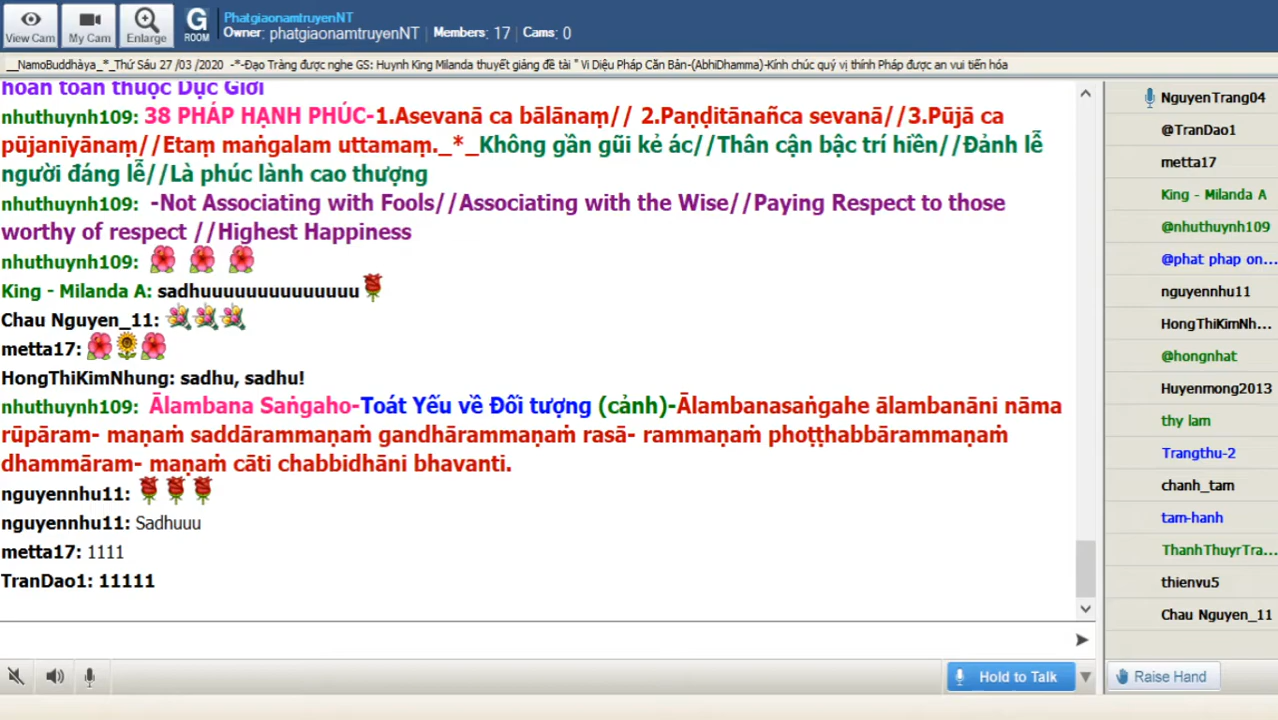 View Cam
My Cam
Enlarge
G
ROOM
PhatgiaonamtruyenNT
Owner: phatgiaonamtruyenNT | Members: 17 | Cams: 0
__NamoBuddhàya_*_Thứ Sáu 27 /03 /2020 -*-Đạo Tràng được nghe GS: Huynh King Milanda thuyết giảng đề tài " Vi Diệu Pháp Căn Bản-(AbhiDhamma)-Kính chúc quý vị thính Pháp được an vui tiến hóa
hoàn toàn thuộc Dục Giới
nhuthuynh109: 38 PHÁP HẠNH PHÚC-1.Asevanā ca bālānaṃ// 2.Paṇḍitānañca sevanā//3.Pūjā ca
pūjanīyānaṃ//Etaṃ maṅgalam uttamaṃ._*_Không gần gũi kẻ ác//Thân cận bậc trí hiền//Đảnh lễ
người đáng lễ//Là phúc lành cao thượng
nhuthuynh109: -Not Associating with Fools//Associating with the Wise//Paying Respect to those
worthy of respect //Highest Happiness
nhuthuynh109:
King - Milanda A: sadhuuuuuuuuuuuuuuu
Chau Nguyen_11:
metta17:
HongThiKimNhung: sadhu, sadhu!
nhuthuynh109: Ālambana Saṅgaho-Toát Yếu về Đối tượng (cảnh)-Ālambanasaṅgahe ālambanāni nāma
rūpāram- maṇaṁ saddārammaṇaṁ gandhārammaṇaṁ rasā- rammaṇaṁ phoṭṭhabbārammaṇaṁ
dhammāram- maṇaṁ cāti chabbidhāni bhavanti.
nguyennhu11:
nguyennhu11: Sadhuuu
metta17: 1111
TranDao1: 11111
Hold to Talk
NguyenTrang04
@TranDao1
metta17
King - Milanda A
@nhuthuynh109
@phat phap on...
nguyennhu11
HongThiKimNh...
@hongnhat
Huyenmong2013
thy lam
Trangthu-2
chanh_tam
tam-hanh
ThanhThuyrTra...
thienvu5
Chau Nguyen_11
Raise Hand